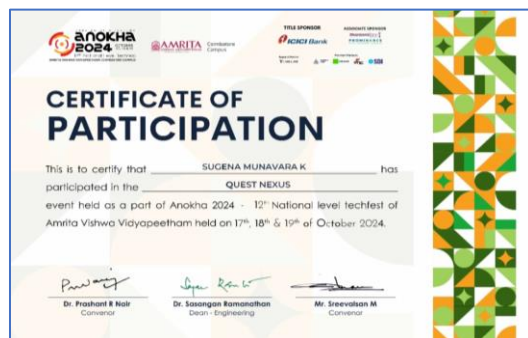 ANOKHA
2024
AMRITA
Coimbatore
Campus
TITLE SPONSOR
ICICI Bank
ASSOCIATE SPONSOR
SBI
CERTIFICATE OF
PARTICIPATION
This is to certify that SUGENA MUNAVARA K has
participated in the QUEST NEXUS
event held as a part of Anokha 2024 - 12th National level techfest of
Amrita Vishwa Vidyapeetham held on 17th, 18th & 19th of October 2024.
Dr. Prashant R Nair
Convenor
Dr. Sasangan Ramanathan
Dean - Engineering
Mr. Sreevalsan M
Convenor